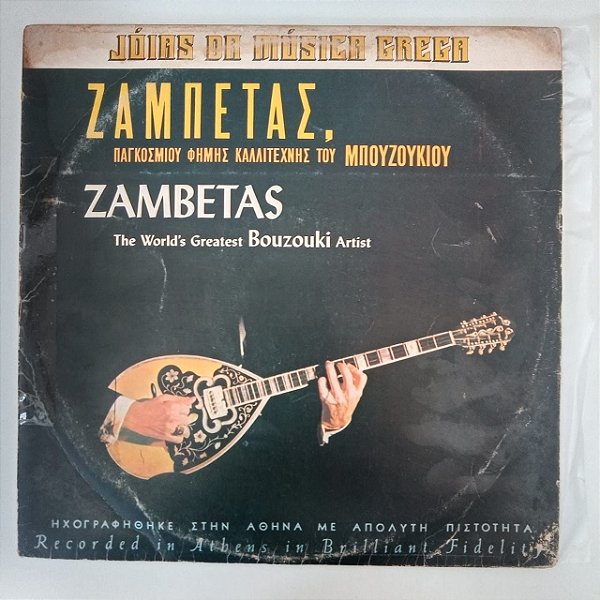 JÓIAS DA MÚSICA GREGA
ΖΑΜΠΕΤΑΣ,
ΠΑΓΚΟΣΜΙΟΥ ΦΗΜΗΣ ΚΑΛΛΙΤΕΧΝΗΣ ΤΟΥ ΜΠΟΥΖΟΥΚΙΟΥ
ZAMBETAS
The World's Greatest Bouzouki Artist
ΗΧΟΓΡΑΦΗΘΗΚΕ ΣΤΗΝ ΑΘΗΝΑ ΜΕ ΑΠΟΛΥΤΗ ΠΙΣΤΟΤΗΤΑ
Recorded in Athens in Brilliant Fidelity